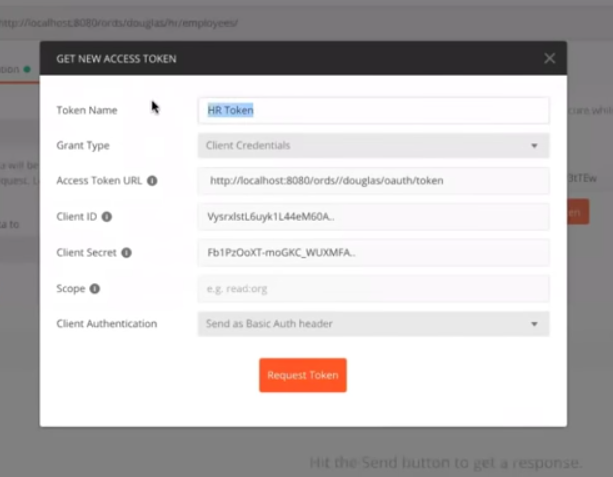 http://localhost:8080/ords/douglas/hr/employees/
GET NEW ACCESS TOKEN
Token Name HR Token
Grant Type Client Credentials
Access Token URL http://localhost:8080/ords//douglas/oauth/token
Client ID VysrxlstL6uyk1L44eM60A..
Client Secret Fb1PzOoXT-moGKC_WUXMFA..
Scope e.g. read:org
Client Authentication Send as Basic Auth header
Request Token
Hit the Send button to get a response.